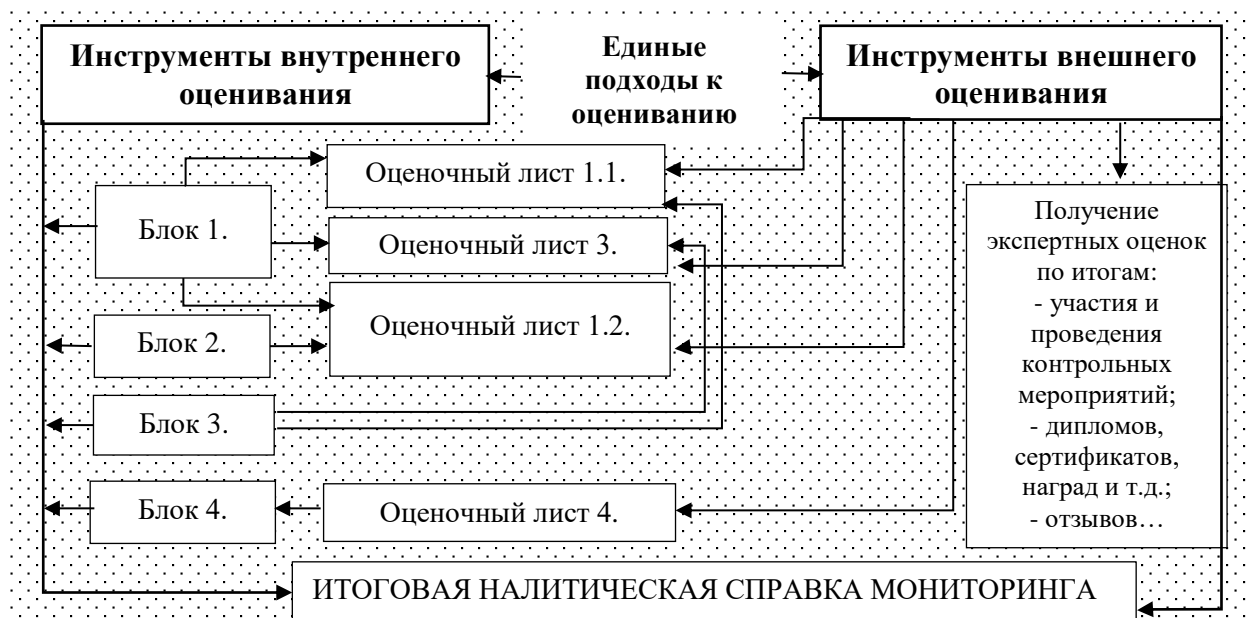 Инструменты внутреннего
оценивания
Единые
подходы к
оцениванию
Инструменты внешнего
оценивания
Оценочный лист 1.1.
Блок 1.
Оценочный лист 3.
Оценочный лист 1.2.
Блок 2.
Блок 3.
Блок 4.
Оценочный лист 4.
Получение
экспертных оценок
по итогам:
- участия и
проведения
контрольных
мероприятий;
- дипломов,
сертификатов,
наград и т.д.;
- отзывов…
ИТОГОВАЯ НАЛИТИЧЕСКАЯ СПРАВКА МОНИТОРИНГА